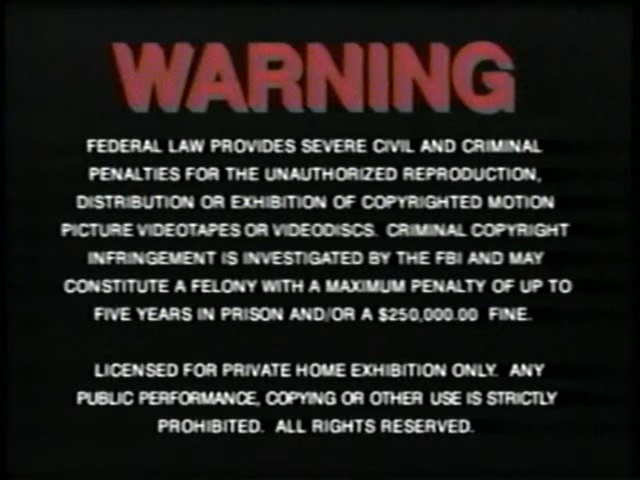 WARNING
FEDERAL LAW PROVIDES SEVERE CIVIL AND CRIMINAL
PENALTIES FOR THE UNAUTHORIZED REPRODUCTION,
DISTRIBUTION OR EXHIBITION OF COPYRIGHTED MOTION
PICTURE VIDEOTAPES OR VIDEODISCS. CRIMINAL COPYRIGHT
INFRINGEMENT IS INVESTIGATED BY THE FBI AND MAY
CONSTITUTE A FELONY WITH A MAXIMUM PENALTY OF UP TO
FIVE YEARS IN PRISON AND/OR A $250,000.00 FINE.
LICENSED FOR PRIVATE HOME EXHIBITION ONLY. ANY
PUBLIC PERFORMANCE, COPYING OR OTHER USE IS STRICTLY
PROHIBITED. ALL RIGHTS RESERVED.